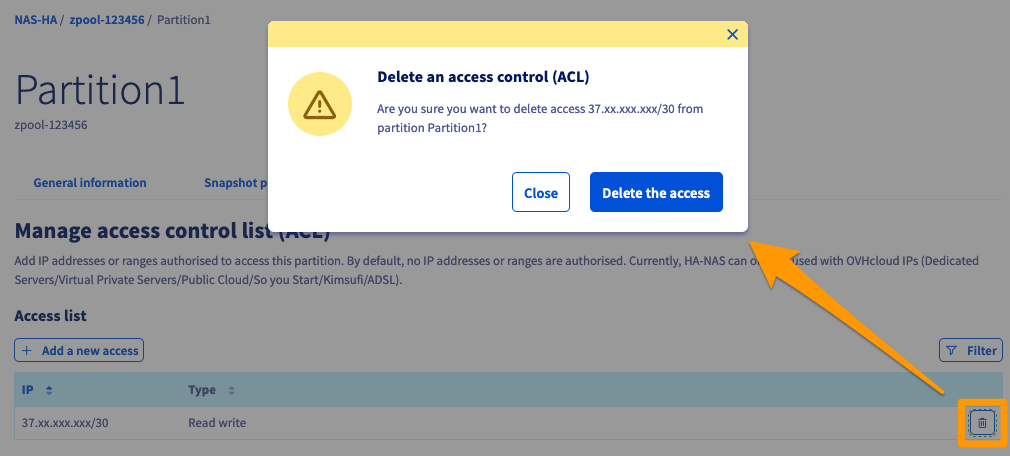 NAS-HA / zpool-123456 / Partition1
Partition1
zpool-123456
Delete an access control (ACL)
Are you sure you want to delete access 37.xx.xxx.xxx/30 from
partition Partition1?
Close
Delete the access
General information
Snapshot p
Manage access control list (ACL)
Add IP addresses or ranges authorised to access this partition. By default, no IP addresses or ranges are authorised. Currently, HA-NAS can o used with OVHcloud IPs (Dedicated
Servers/Virtual Private Servers/Public Cloud/So you Start/Kimsufi/ADSL).
Access list
+ Add a new access
Filter
IP Type
37.xx.xxx.xxx/30 Read write